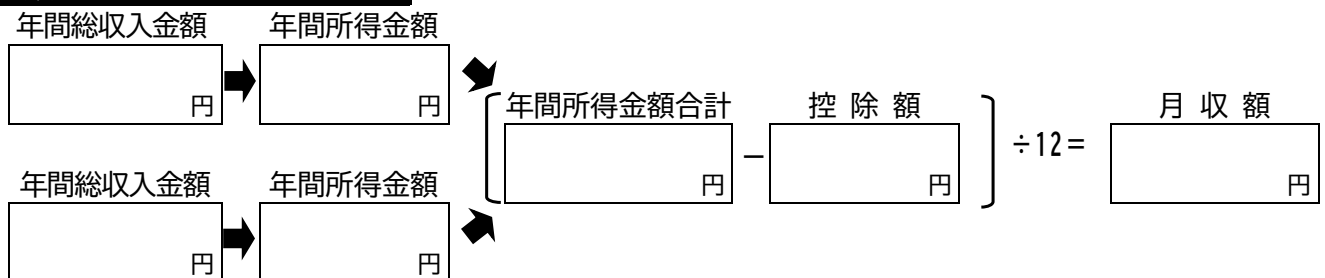 年間総収入金額
円
年間所得金額
円
年間総収入金額
円
年間所得金額
円
年間所得金額合計
円
－
控 除 額
円
÷12＝
月 収 額
円